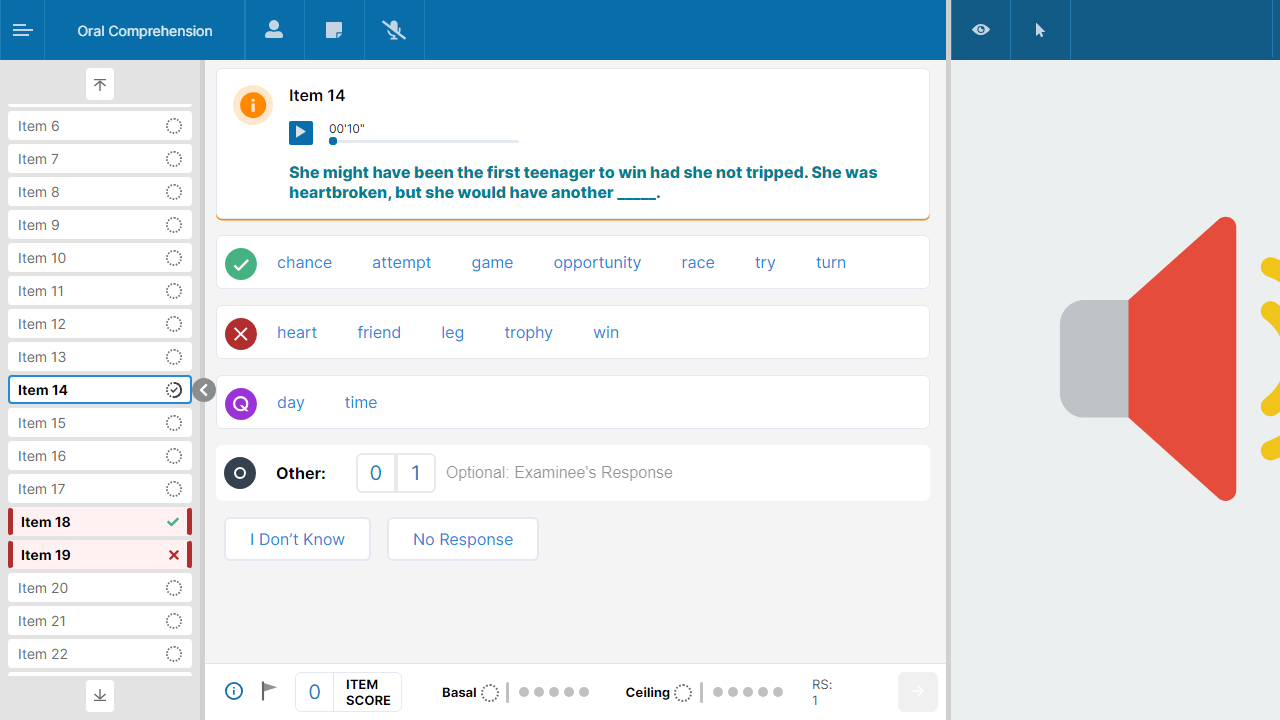 Oral Comprehension
Item 6
Item 7
Item 8
Item 9
Item 10
Item 11
Item 12
Item 13
Item 14
Item 15
Item 16
Item 17
Item 18
Item 19
Item 20
Item 21
Item 22
Item 14
00'10"
She might have been the first teenager to win had she not tripped. She was
heartbroken, but she would have another _____.
chance attempt game opportunity race try turn
heart friend leg trophy win
Q day time
Other: 0 1 Optional: Examinee's Response
I Don’t Know No Response
0 ITEM SCORE Basal Ceiling RS: 1